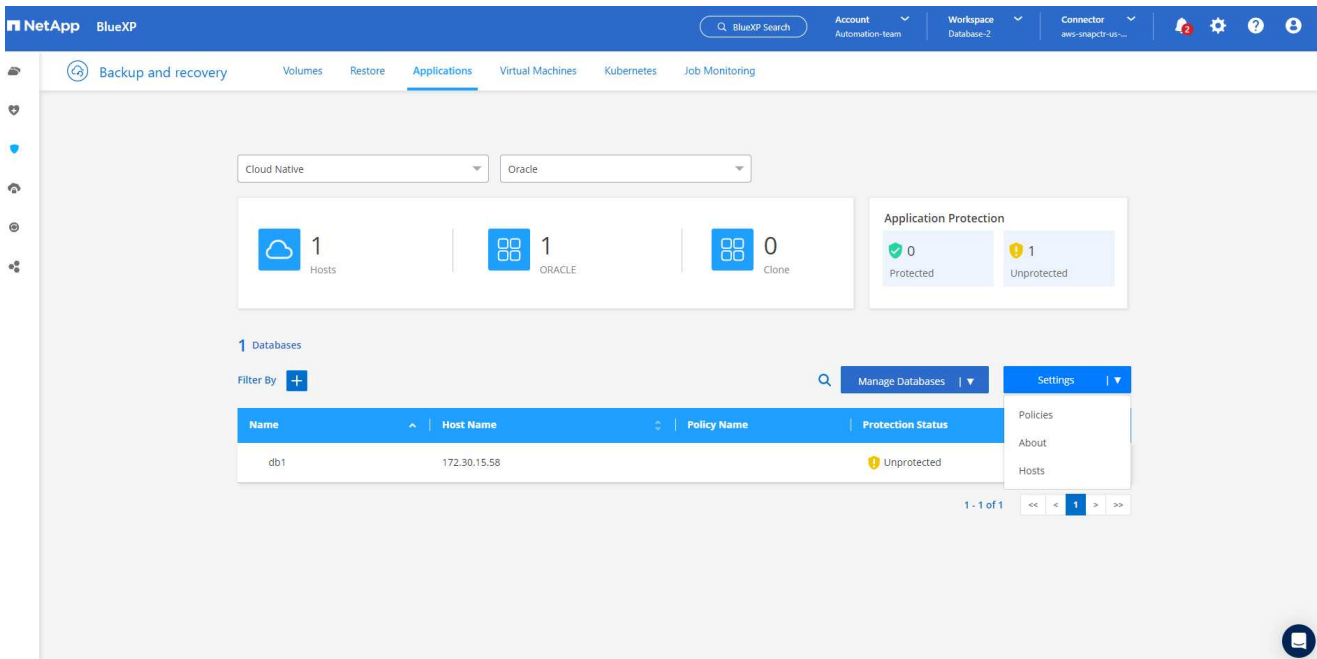 NetApp BlueXP
BlueXP Search
Account
Automation-team
Workspace
Database-2
Connector
aws-snapctr-us-...
2
Backup and recovery
Volumes Restore Applications Virtual Machines Kubernetes Job Monitoring
Cloud Native
Oracle
1
Hosts
1
ORACLE
0
Clone
Application Protection
0
Protected
1
Unprotected
1 Databases
Filter By +
Manage Databases | ▼
Settings | ▼
Policies
About
Hosts
Name Host Name Policy Name Protection Status
db1 172.30.15.58 Unprotected
1 - 1 of 1 << < 1 > >>